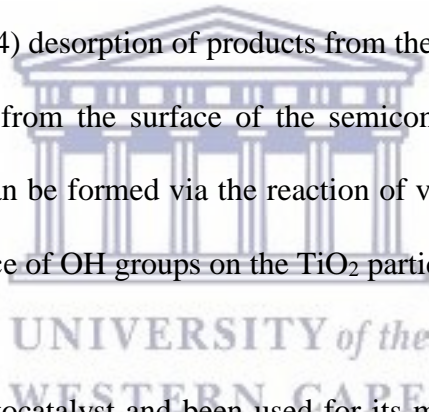 4) desorption of products from the
from the surface of the semicon
n be formed via the reaction of v
ce of OH groups on the TiO₂ partic
UNIVERSITY of the
ocatalyst and been used for its m
WESTERN CAPE